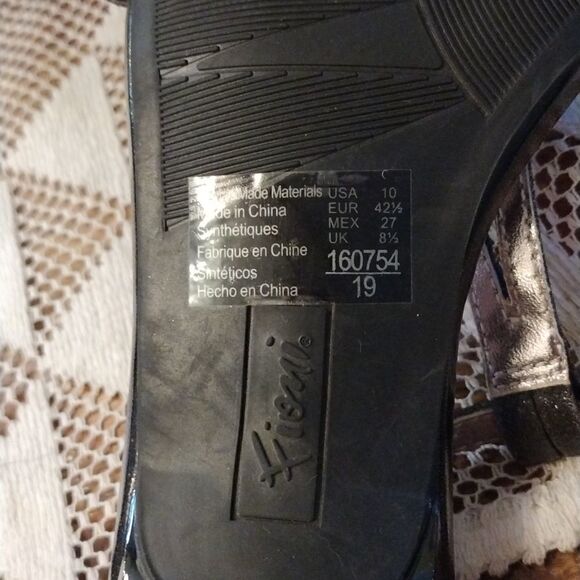 Made Materials USA 10
Made in China EUR 42½
Synthétiques MEX 27
Fabrique en Chine UK 8½
Sintéticos 160754
Hecho en China 19
Fioni®